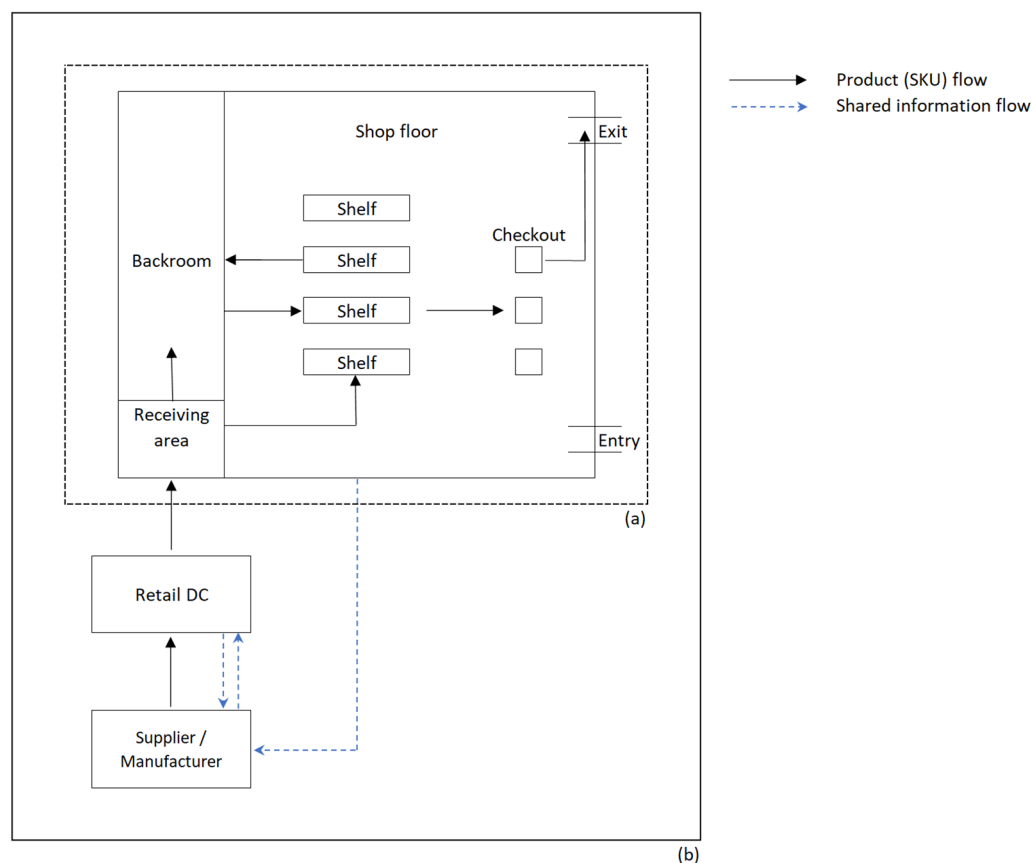 Product (SKU) flow
Shared information flow
Shop floor
Exit
Shelf
Checkout
Backroom
Shelf
Shelf
Shelf
Receiving
area
Entry
(a)
Retail DC
Supplier /
Manufacturer
(b)